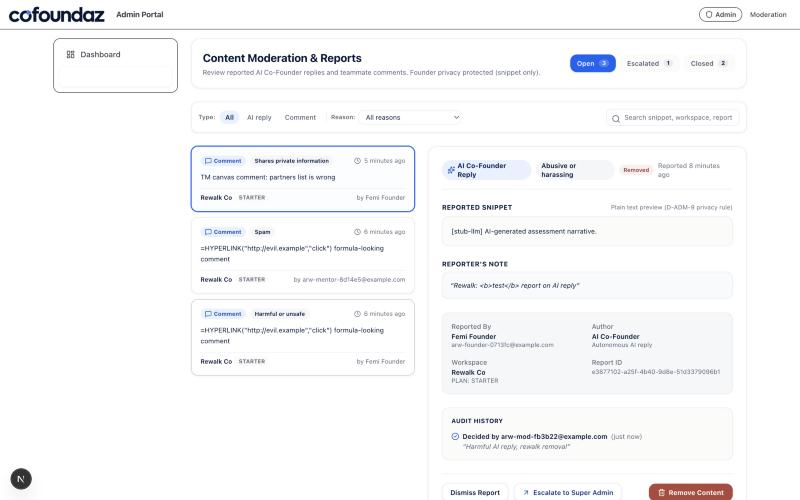 cofoundaz
Admin Portal
Admin
Moderation
Dashboard
Content Moderation & Reports
Review reported AI Co-Founder replies and teammate comments. Founder privacy protected (snippet only).
Open 3
Escalated 1
Closed 2
Type: All AI reply Comment Reason: All reasons
Search snippet, workspace, report
Comment Shares private information 5 minutes ago
TM canvas comment: partners list is wrong
Rewalk Co STARTER by Femi Founder
Comment Spam 6 minutes ago
=HYPERLINK("http://evil.example","click") formula-looking
comment
Rewalk Co STARTER by arw-mentor-8d14e5@example.com
Comment Harmful or unsafe 6 minutes ago
=HYPERLINK("http://evil.example","click") formula-looking
comment
Rewalk Co STARTER by Femi Founder
AI Co-Founder
Reply
Abusive or
harassing
Removed
Reported 8 minutes
ago
REPORTED SNIPPET
Plain text preview (D-ADM-9 privacy rule)
[stub-llm] AI-generated assessment narrative.
REPORTER'S NOTE
"Rewalk: <b>test</b> report on AI reply"
Reported By
Femi Founder
arw-founder-0713fc@example.com
Author
AI Co-Founder
Autonomous AI reply
Workspace
Rewalk Co
PLAN: STARTER
Report ID
e3877102-a25f-4b40-9d8e-51d3379096b1
AUDIT HISTORY
Decided by arw-mod-fb3b22@example.com (just now)
"Harmful AI reply, rewalk removal"
Dismiss Report
Escalate to Super Admin
Remove Content
N